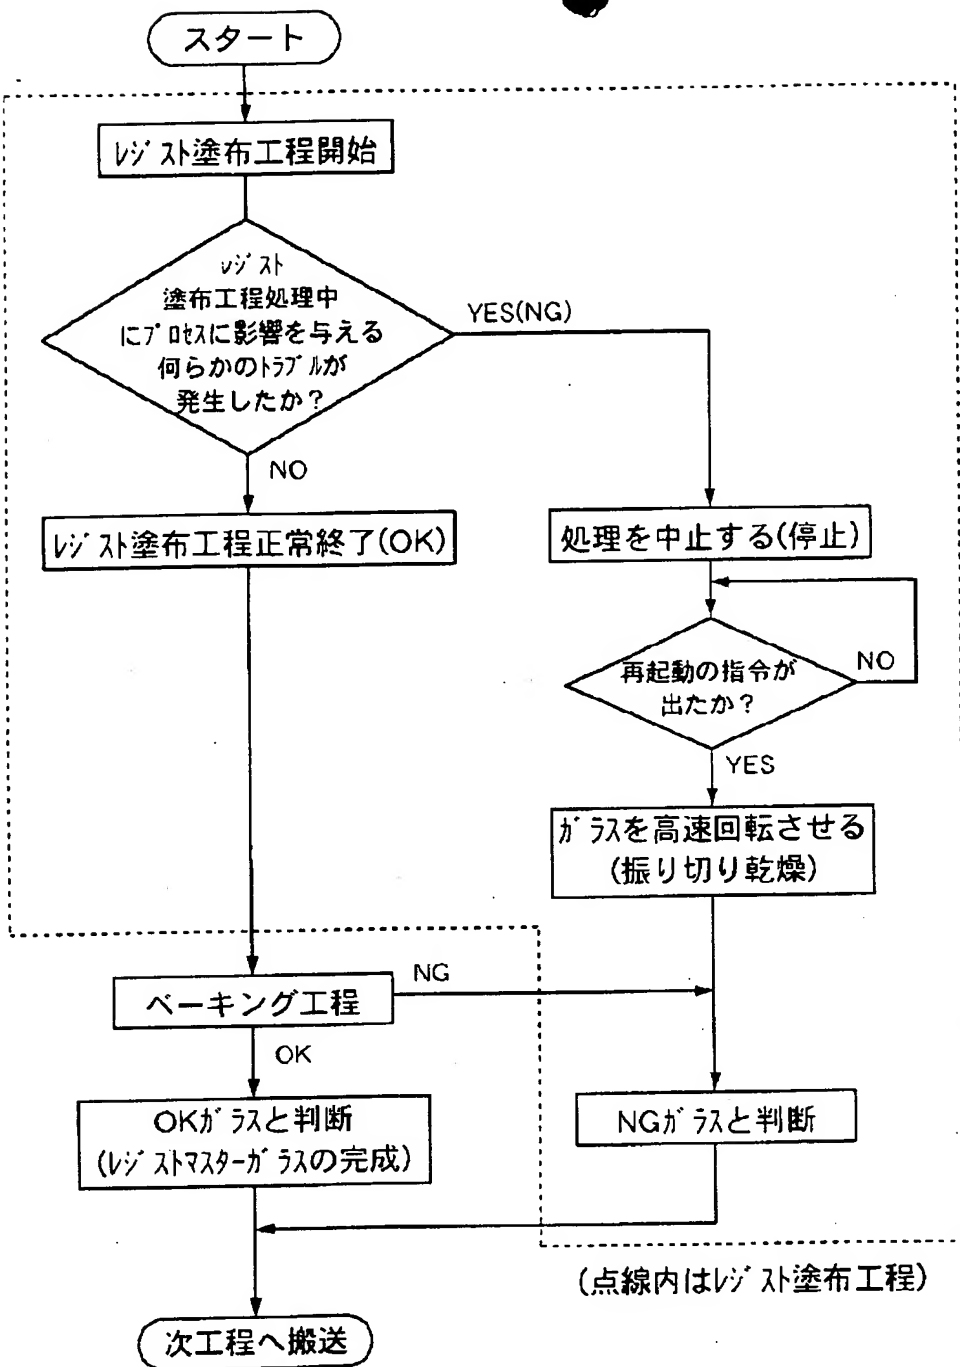 スタート
レジスト塗布工程開始
レジスト
塗布工程処理中
にプロセスに影響を与える
何らかのトラブルが
発生したか？
YES(NG)
NO
レジスト塗布工程正常終了(OK)
処理を中止する(停止)
再起動の指令が
出たか？
NO
YES
ガラスを高速回転させる
(振り切り乾燥)
ベーキング工程
NG
OK
OKガラスと判断
(レジストマスターガラスの完成)
NGガラスと判断
(点線内はレジスト塗布工程)
次工程へ搬送